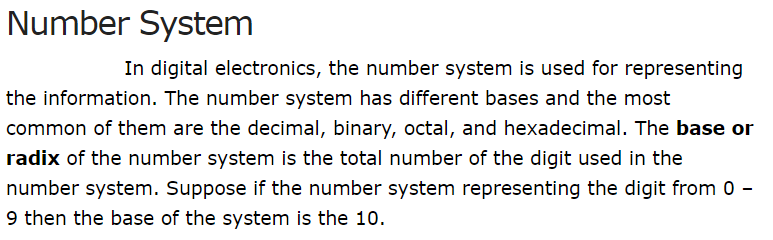 Number System
In digital electronics, the number system is used for representing
the information. The number system has different bases and the most
common of them are the decimal, binary, octal, and hexadecimal. The base or
radix of the number system is the total number of the digit used in the
number system. Suppose if the number system representing the digit from 0 –
9 then the base of the system is the 10.